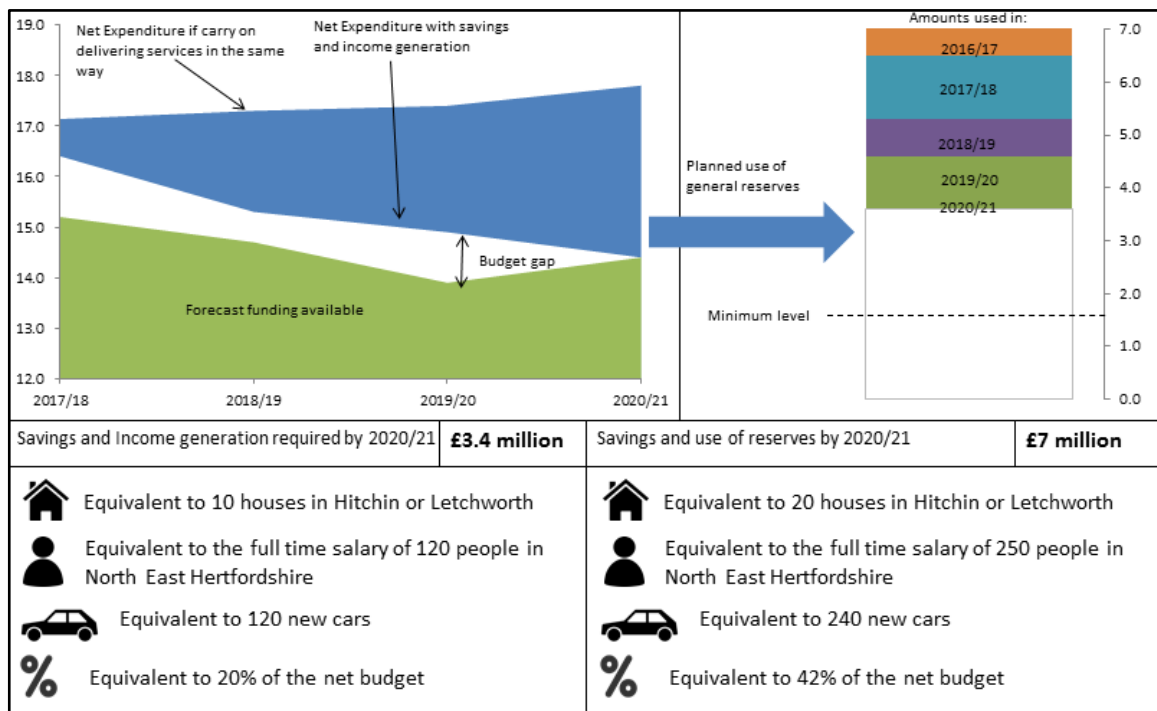 19.0
18.0
17.0
16.0
15.0
14.0
13.0
12.0
Net Expenditure if carry on
delivering services in the same
way
Net Expenditure with savings
and income generation
Budget gap
Forecast funding available
2017/18
2018/19
2019/20
2020/21
Planned use of
general reserves
Amounts used in:
2016/17
2017/18
2018/19
2019/20
2020/21
Minimum level
7.0
6.0
5.0
4.0
3.0
2.0
1.0
0.0
Savings and Income generation required by 2020/21
£3.4 million
Savings and use of reserves by 2020/21
£7 million
Equivalent to 10 houses in Hitchin or Letchworth
Equivalent to the full time salary of 120 people in
North East Hertfordshire
Equivalent to 120 new cars
%
Equivalent to 20% of the net budget
Equivalent to 20 houses in Hitchin or Letchworth
Equivalent to the full time salary of 250 people in
North East Hertfordshire
Equivalent to 240 new cars
%
Equivalent to 42% of the net budget